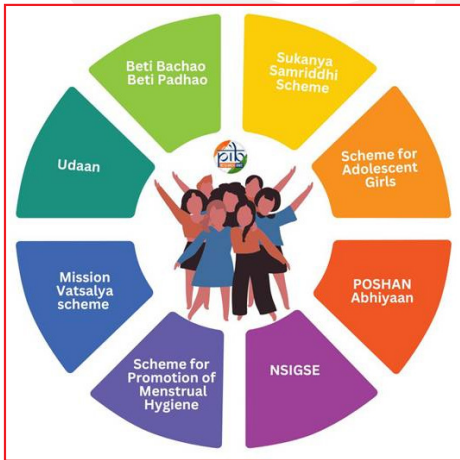 Beti Bachao
Beti Padhao
Sukanya
Samriddhi
Scheme
Scheme for
Adolescent
Girls
POSHAN
Abhiyaan
NSIGSE
Scheme for
Promotion of
Menstrual
Hygiene
Mission
Vatsalya
scheme
Udaan
pib